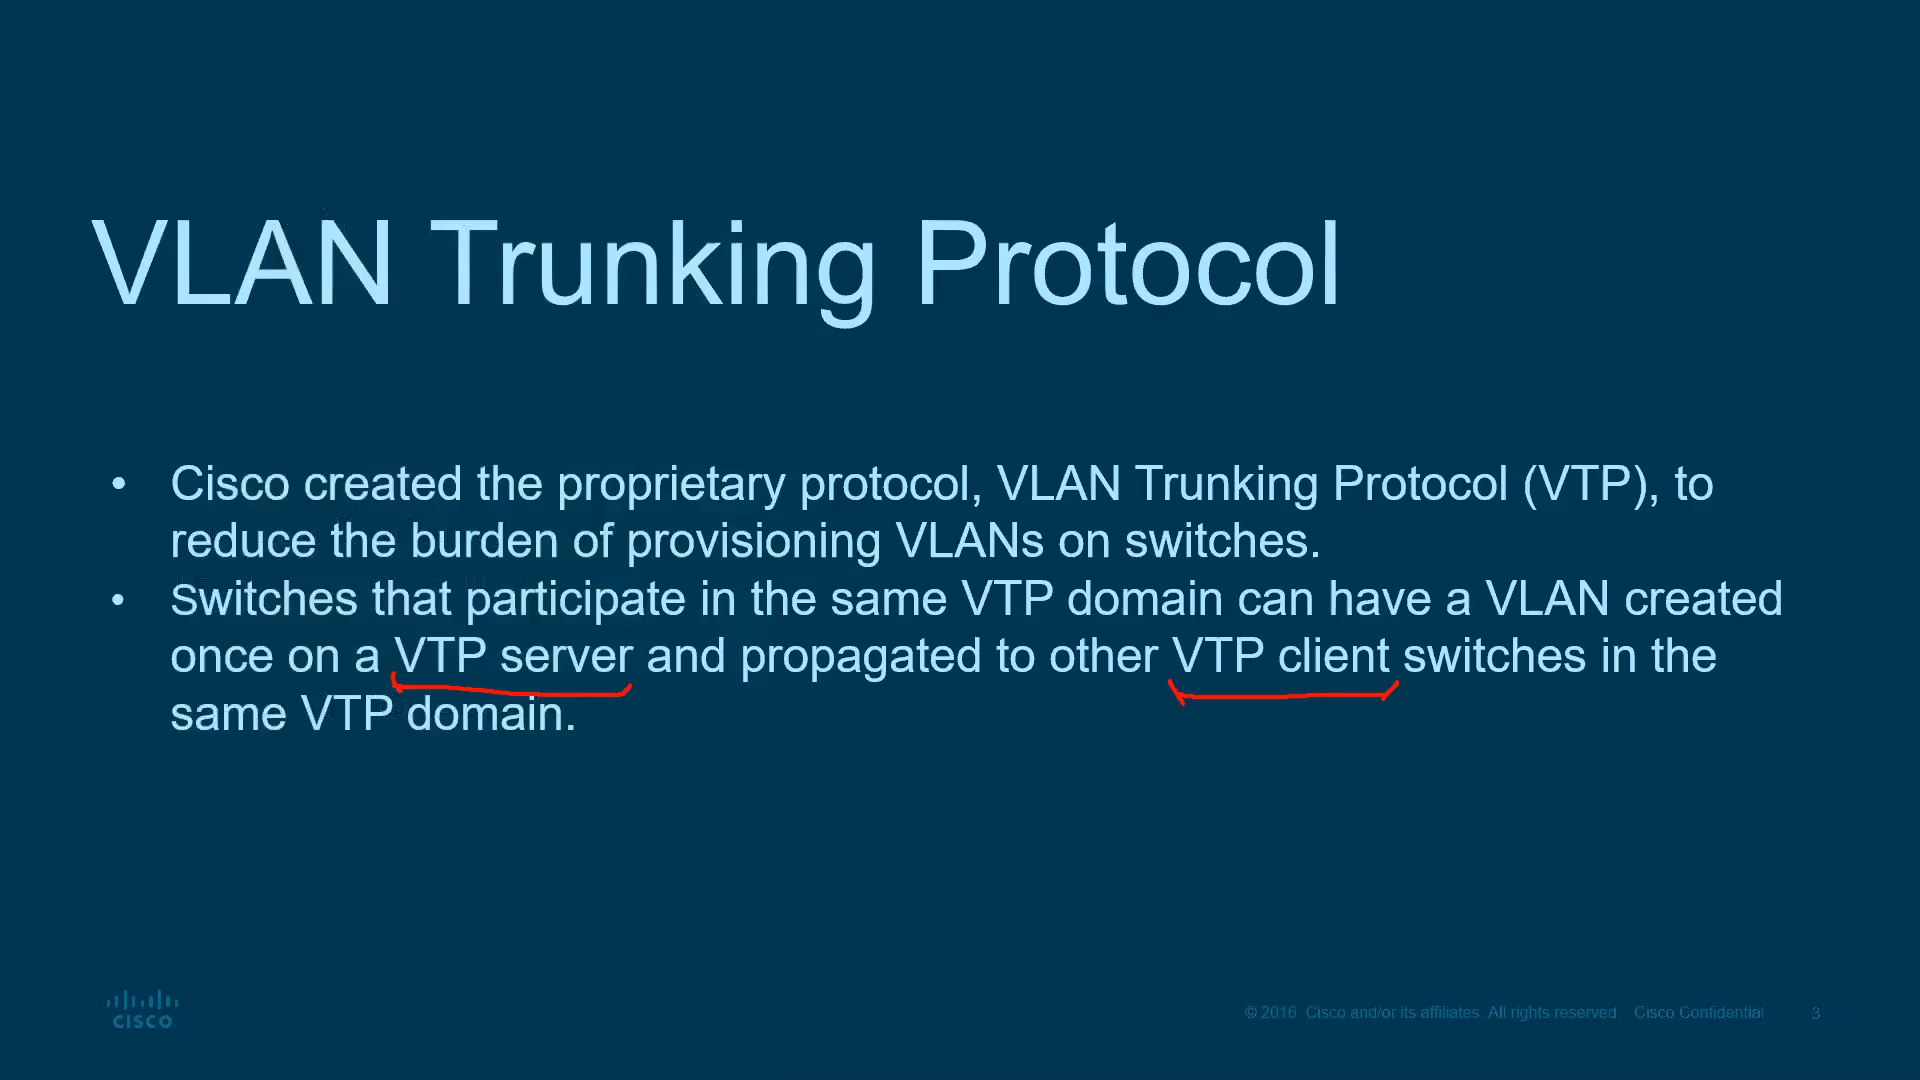 VLAN Trunking Protocol
• Cisco created the proprietary protocol, VLAN Trunking Protocol (VTP), to
reduce the burden of provisioning VLANs on switches.
• Switches that participate in the same VTP domain can have a VLAN created
once on a VTP server and propagated to other VTP client switches in the
same VTP domain.
CISCO
© 2016 Cisco and/or its affiliates. All rights reserved. Cisco Confidential 3